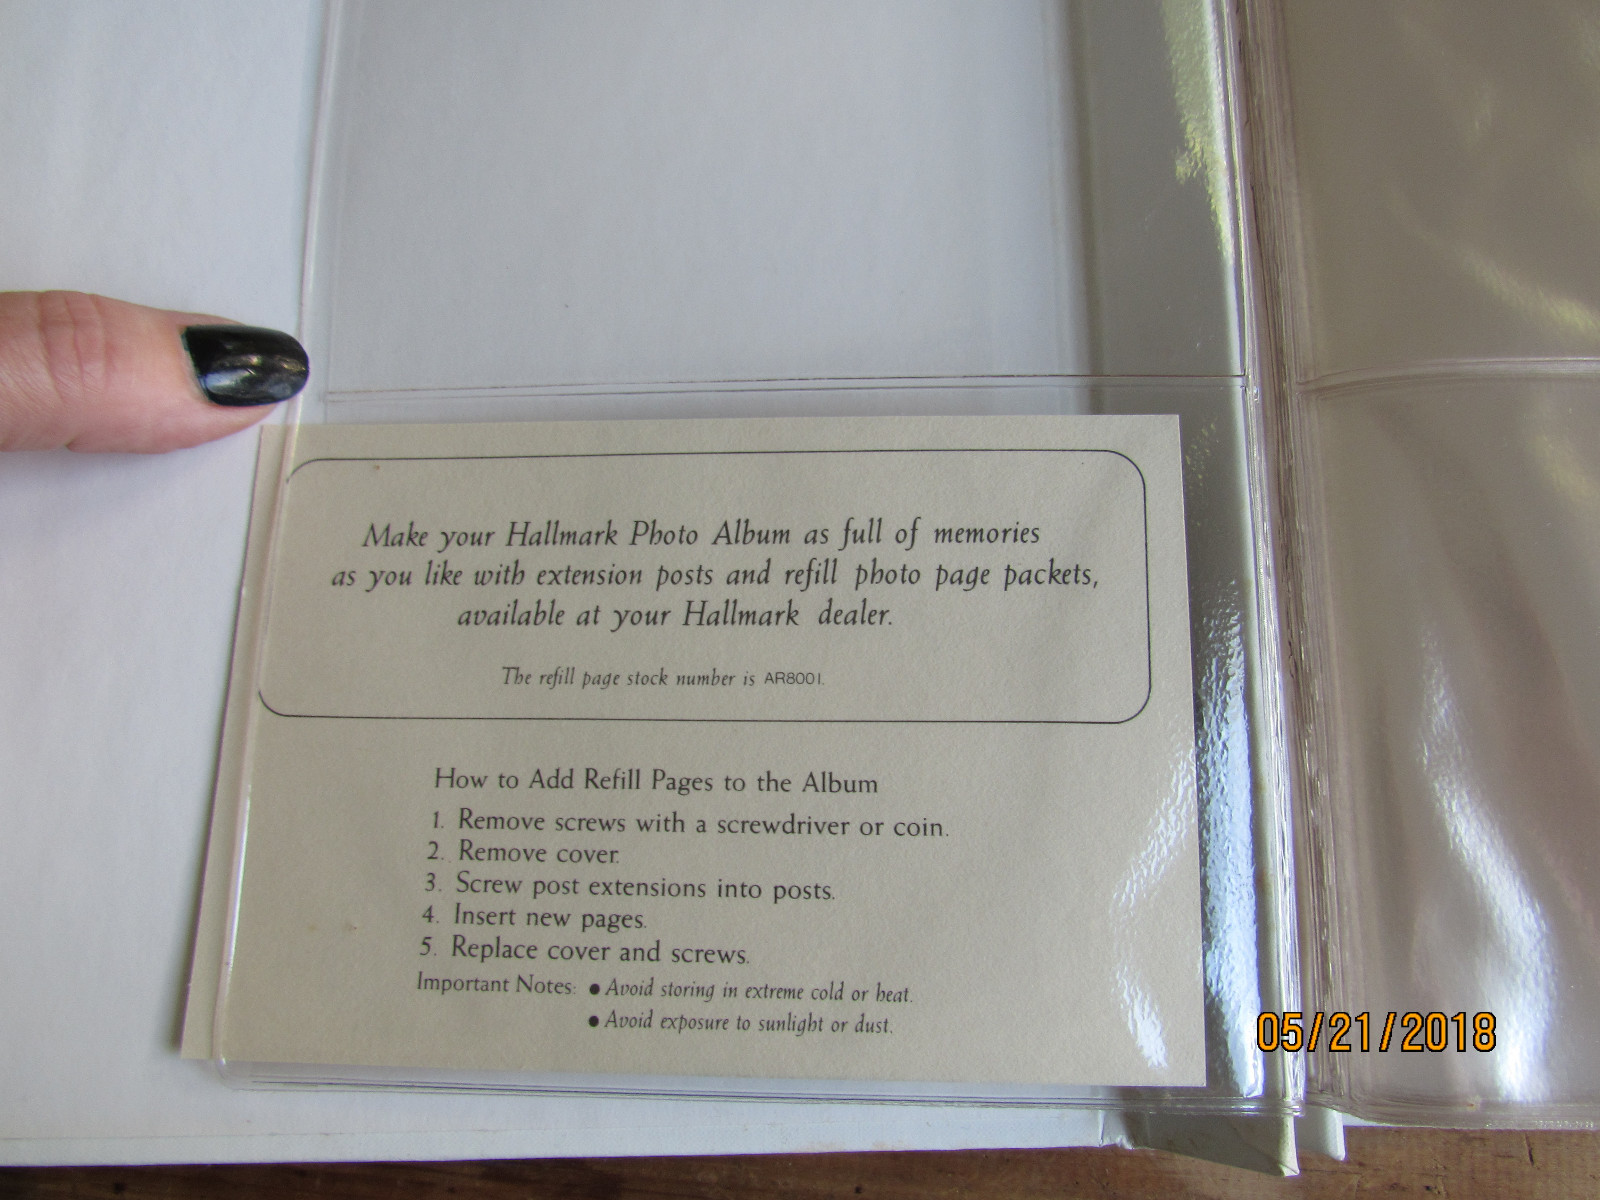 Make your Hallmark Photo Album as full of memories
as you like with extension posts and refill photo page packets,
available at your Hallmark dealer.
The refill page stock number is AR8001.
How to Add Refill Pages to the Album
1. Remove screws with a screwdriver or coin.
2. Remove cover.
3. Screw post extensions into posts.
4. Insert new pages.
5. Replace cover and screws.
Important Notes: ● Avoid storing in extreme cold or heat.
● Avoid exposure to sunlight or dust.
05/21/2018